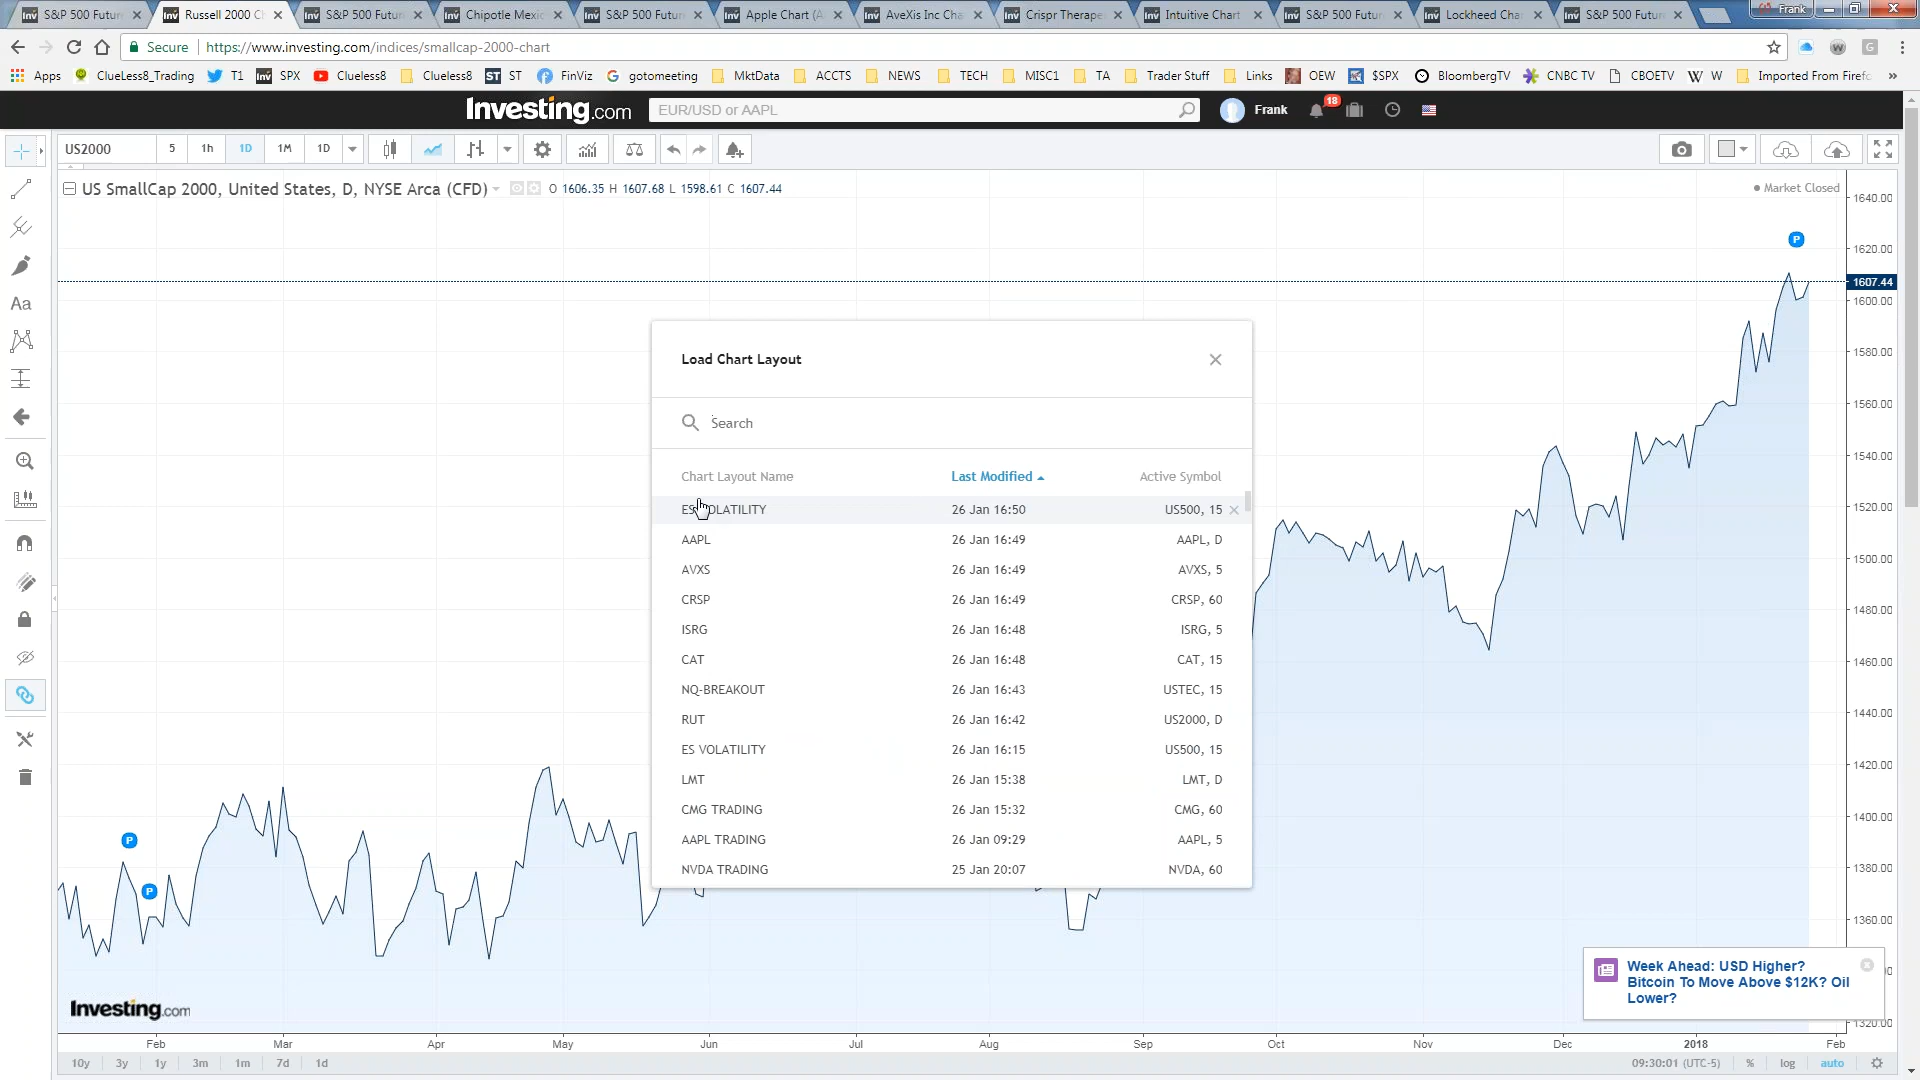 S&P 500 Futur
Russell 2000 C
S&P 500 Futur
Chipotle Mexic
S&P 500 Futur
Apple Chart (A
AveXis Inc Cha
Crispr Therape
Intuitive Chart
S&P 500 Futur
Lockheed Cha
S&P 500 Futur
Frank
Secure https://www.investing.com/indices/smallcap-2000-chart
Apps ClueLess8_Trading T1 SPX Clueless8 Clueless8 ST ST FinViz gotomeeting MktData ACCTS NEWS TECH MISC1 TA Trader Stuff Links OEW $SPX BloombergTV CNBC TV CBOETV W Imported From Firefo »
Investing.com EUR/USD or AAPL Frank 18
US2000 5 1h 1D 1M 1D
US SmallCap 2000, United States, D, NYSE Arca (CFD) O 1606.35 H 1607.68 L 1598.61 C 1607.44
Market Closed
Aa
1640.00
1620.00
P
1607.44
1600.00
1580.00
1560.00
1540.00
1520.00
1500.00
1480.00
1460.00
1440.00
1420.00
1400.00
1380.00
1360.00
1320.00
Load Chart Layout
Search
Chart Layout Name Last Modified Active Symbol
ES VOLATILITY 26 Jan 16:50 US500, 15
AAPL 26 Jan 16:49 AAPL, D
AVXS 26 Jan 16:49 AVXS, 5
CRSP 26 Jan 16:49 CRSP, 60
ISRG 26 Jan 16:48 ISRG, 5
CAT 26 Jan 16:48 CAT, 15
NQ-BREAKOUT 26 Jan 16:43 USTEC, 15
RUT 26 Jan 16:42 US2000, D
ES VOLATILITY 26 Jan 16:15 US500, 15
LMT 26 Jan 15:38 LMT, D
CMG TRADING 26 Jan 15:32 CMG, 60
AAPL TRADING 26 Jan 09:29 AAPL, 5
NVDA TRADING 25 Jan 20:07 NVDA, 60
P
P
Week Ahead: USD Higher?
Bitcoin To Move Above $12K? Oil
Lower?
Investing.com
Feb Mar Apr May Jun Jul Aug Sep Oct Nov Dec 2018 Feb
10y 3y 1y 3m 1m 7d 1d 09:30:01 (UTC-5) % log auto